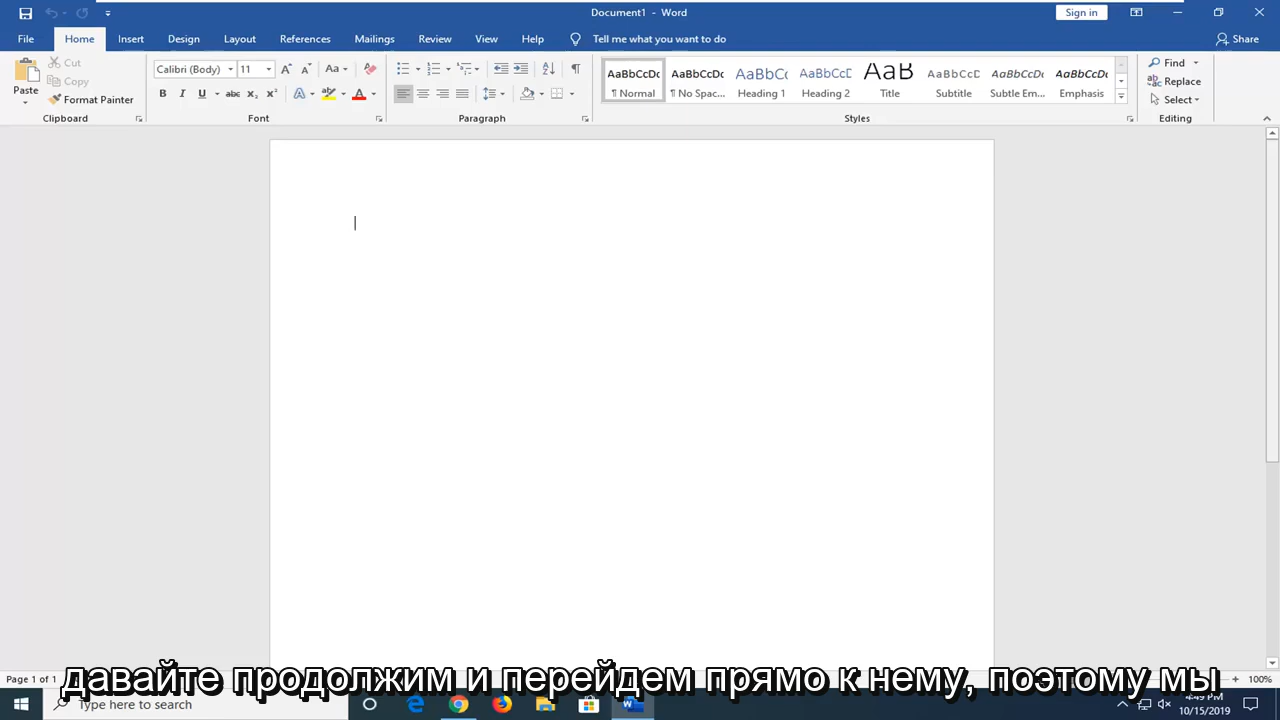 Document1 - Word
Sign in
File Home Insert Design Layout References Mailings Review View Help Tell me what you want to do Share
Paste
Cut
Copy
Format Painter
Clipboard
Calibri (Body) 11
Font
Paragraph
AaBbCcDc AaBbCcDc AaBbCc AaBbCcD AaB AaBbCcD AaBbCcDc AaBbCcDc
¶ Normal ¶ No Spac... Heading 1 Heading 2 Title Subtitle Subtle Em... Emphasis
Styles
Find
Replace
Select
Editing
Page 1 of 1
100%
давайте продолжим и перейдем прямо к нему, поэтому мы
Type here to search
4:49 PM
10/15/2019